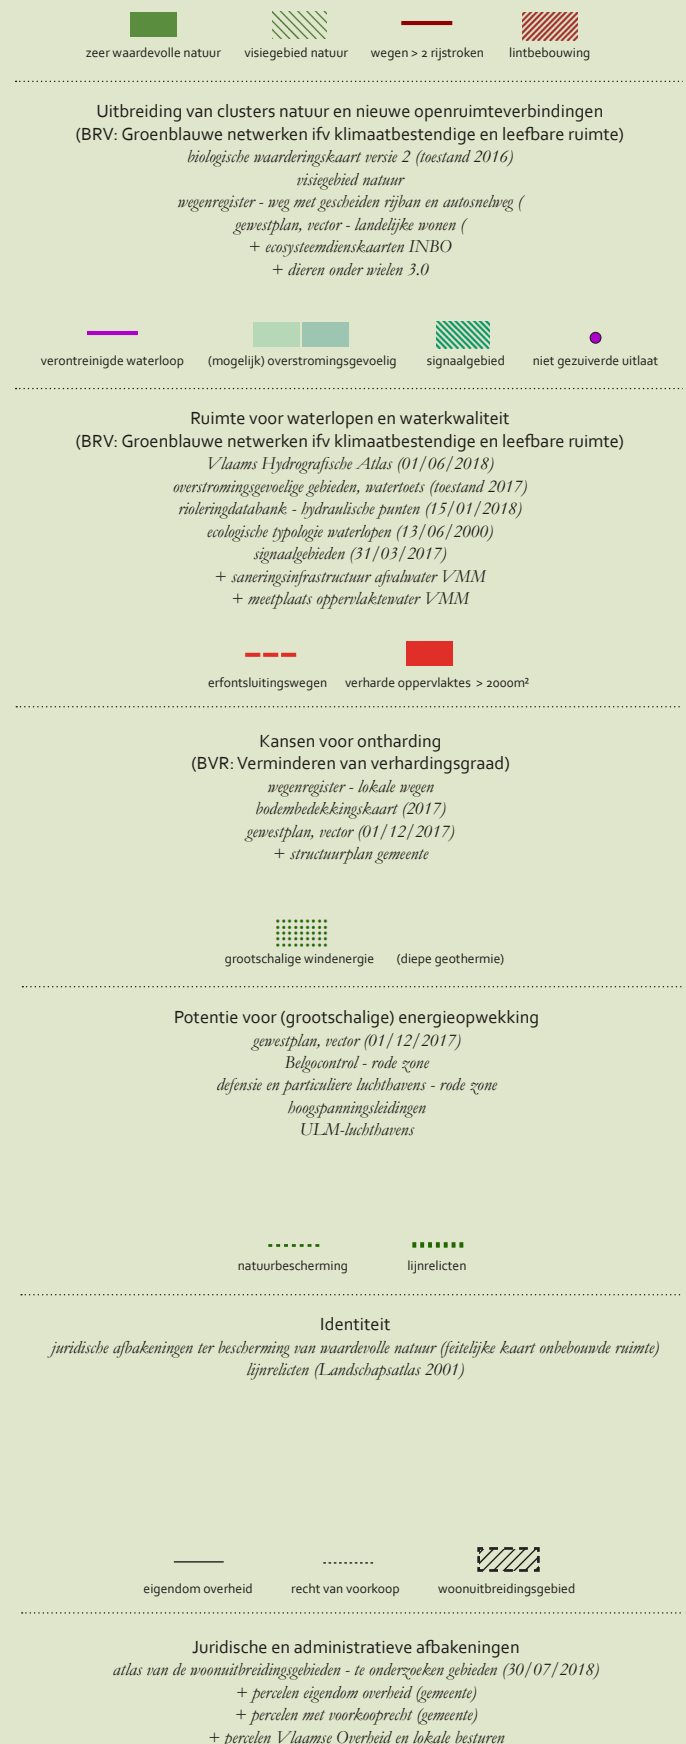 zeer waardevolle natuur visiegebied natuur wegen > 2 rijstroken lintbebouwing
Uitbreiding van clusters natuur en nieuwe openruimteverbindingen
(BRV: Groenblauwe netwerken ifv klimaatbestendige en leefbare ruimte)
biologische waarderingskaart versie 2 (toestand 2016)
visiegebied natuur
wegenregister - weg met gescheiden rijban en autosnelweg (
gewestplan, vector - landelijke wonen (
+ ecosysteemdienskaarten INBO
+ dieren onder wielen 3.0
verontreinigde waterloop (mogelijk) overstromingsgevoelig signaalgebied niet gezuiverde uitlaat
Ruimte voor waterlopen en waterkwaliteit
(BRV: Groenblauwe netwerken ifv klimaatbestendige en leefbare ruimte)
Vlaams Hydrografische Atlas (01/06/2018)
overstromingsgevoelige gebieden, watertoets (toestand 2017)
rioleringdatabank - hydraulische punten (15/01/2018)
ecologische typologie waterlopen (13/06/2000)
signaalgebieden (31/03/2017)
+ saneringsinfrastructuur afvalwater VMM
+ meetplaats oppervlaktewater VMM
erfontsluitingswegen verharde oppervlaktes > 2000m²
Kansen voor ontharding
(BVR: Verminderen van verhardingsgraad)
wegenregister - lokale wegen
bodembedekkingskaart (2017)
gewestplan, vector (01/12/2017)
+ structuurplan gemeente
grootschalige windenergie (diepe geothermie)
Potentie voor (grootschalige) energieopwekking
gewestplan, vector (01/12/2017)
Belgocontrol - rode zone
defensie en particuliere luchthavens - rode zone
hoogspanningsleidingen
ULM-luchthavens
natuurbescherming lijnrelicten
Identiteit
juridische afbakeningen ter bescherming van waardevolle natuur (feitelijke kaart onbebouwde ruimte)
lijnrelicten (Landschapsatlas 2001)
eigendom overheid recht van voorkoop woonuitbreidingsgebied
Juridische en administratieve afbakeningen
atlas van de woonuitbreidingsgebieden - te onderzoeken gebieden (30/07/2018)
+ percelen eigendom overheid (gemeente)
+ percelen met voorkooprecht (gemeente)
+ percelen Vlaamse Overheid en lokale besturen